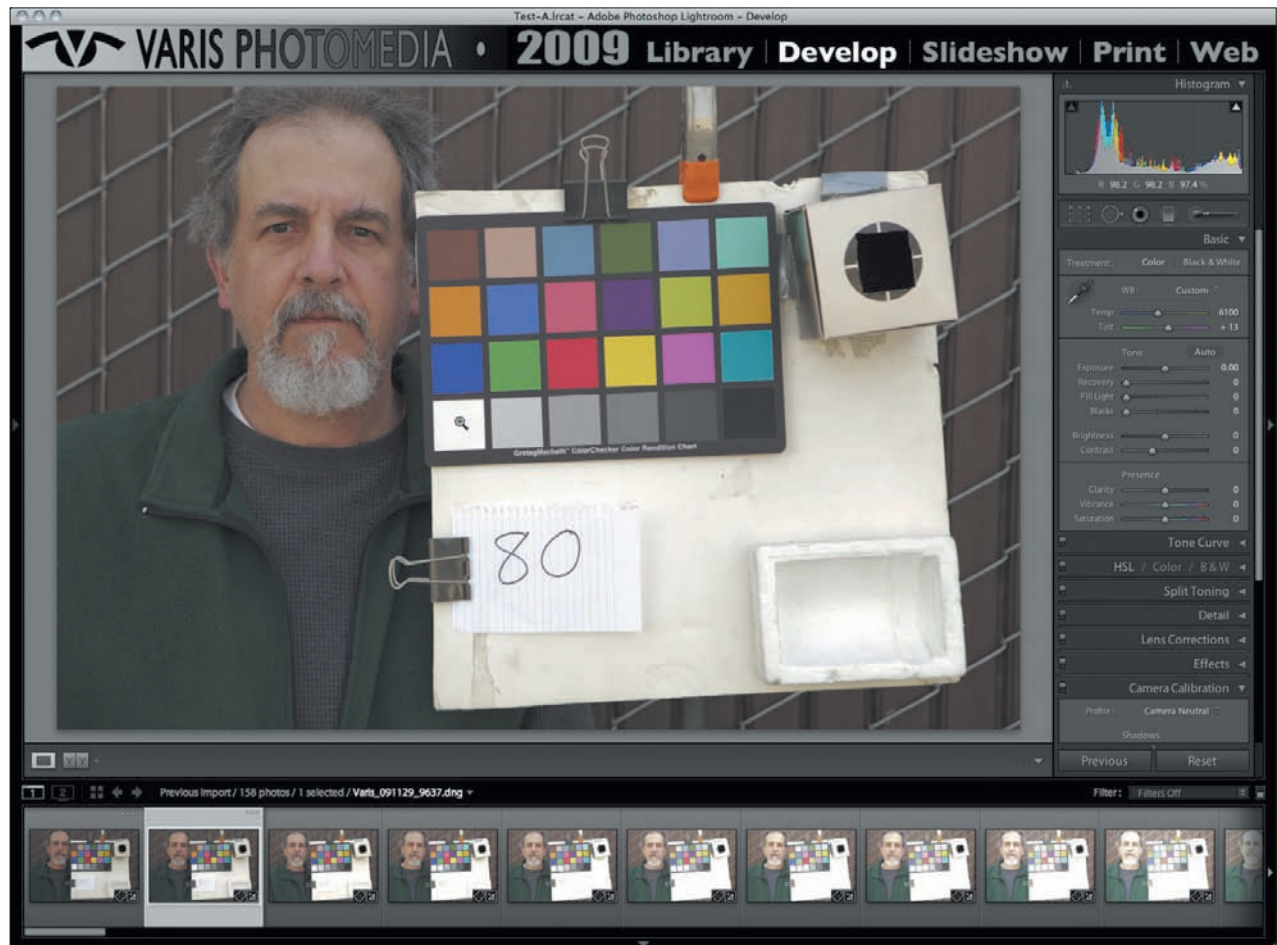 Test-A.lrcat - Adobe Photoshop Lightroom - Develop
VARIS PHOTOMEDIA • 2009 Library | Develop | Slideshow | Print | Web
Histogram
R 98.2 G 98.2 B 97.4 %
Basic
Treatment: Color Black & White
WB: Custom
Temp 6100
Tint + 13
Tone Auto
Exposure 0.00
Recovery 0
Fill Light 0
Blacks 0
Brightness 0
Contrast 0
Presence
Clarity 0
Vibrance 0
Saturation 0
Tone Curve
HSL / Color / B & W
Split Toning
Detail
Lens Corrections
Effects
Camera Calibration
Profile: Camera Neutral
Shadows
Previous Reset
GretagMacbeth™ ColorChecker Color Rendition Chart
80
Y Y
1 2 Previous Import / 158 photos / 1 selected / Varis_091129_9637.dng
Filter: Filters Off